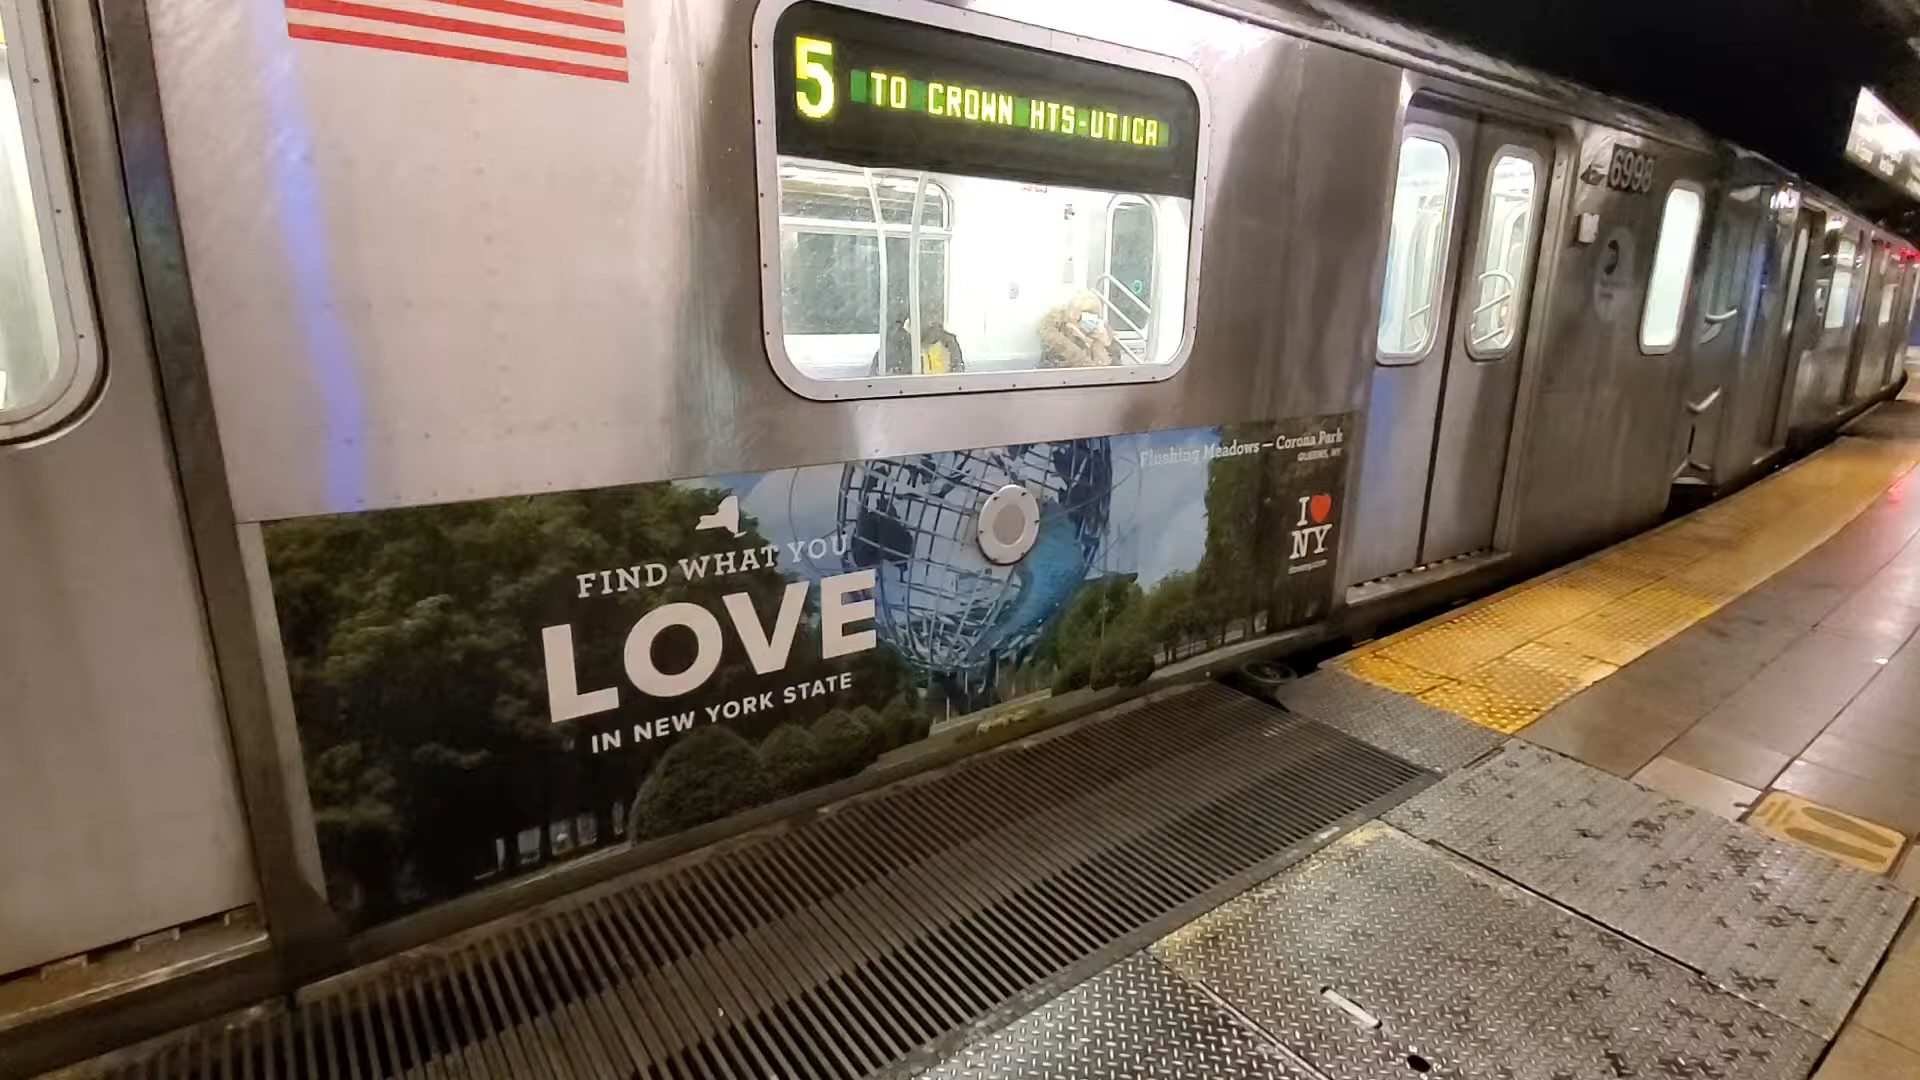 5 TO CROWN HTS-UTICA
6998
Flushing Meadows – Corona Park
QUEENS, NY
FIND WHAT YOU
LOVE
IN NEW YORK STATE
I ♥
NY